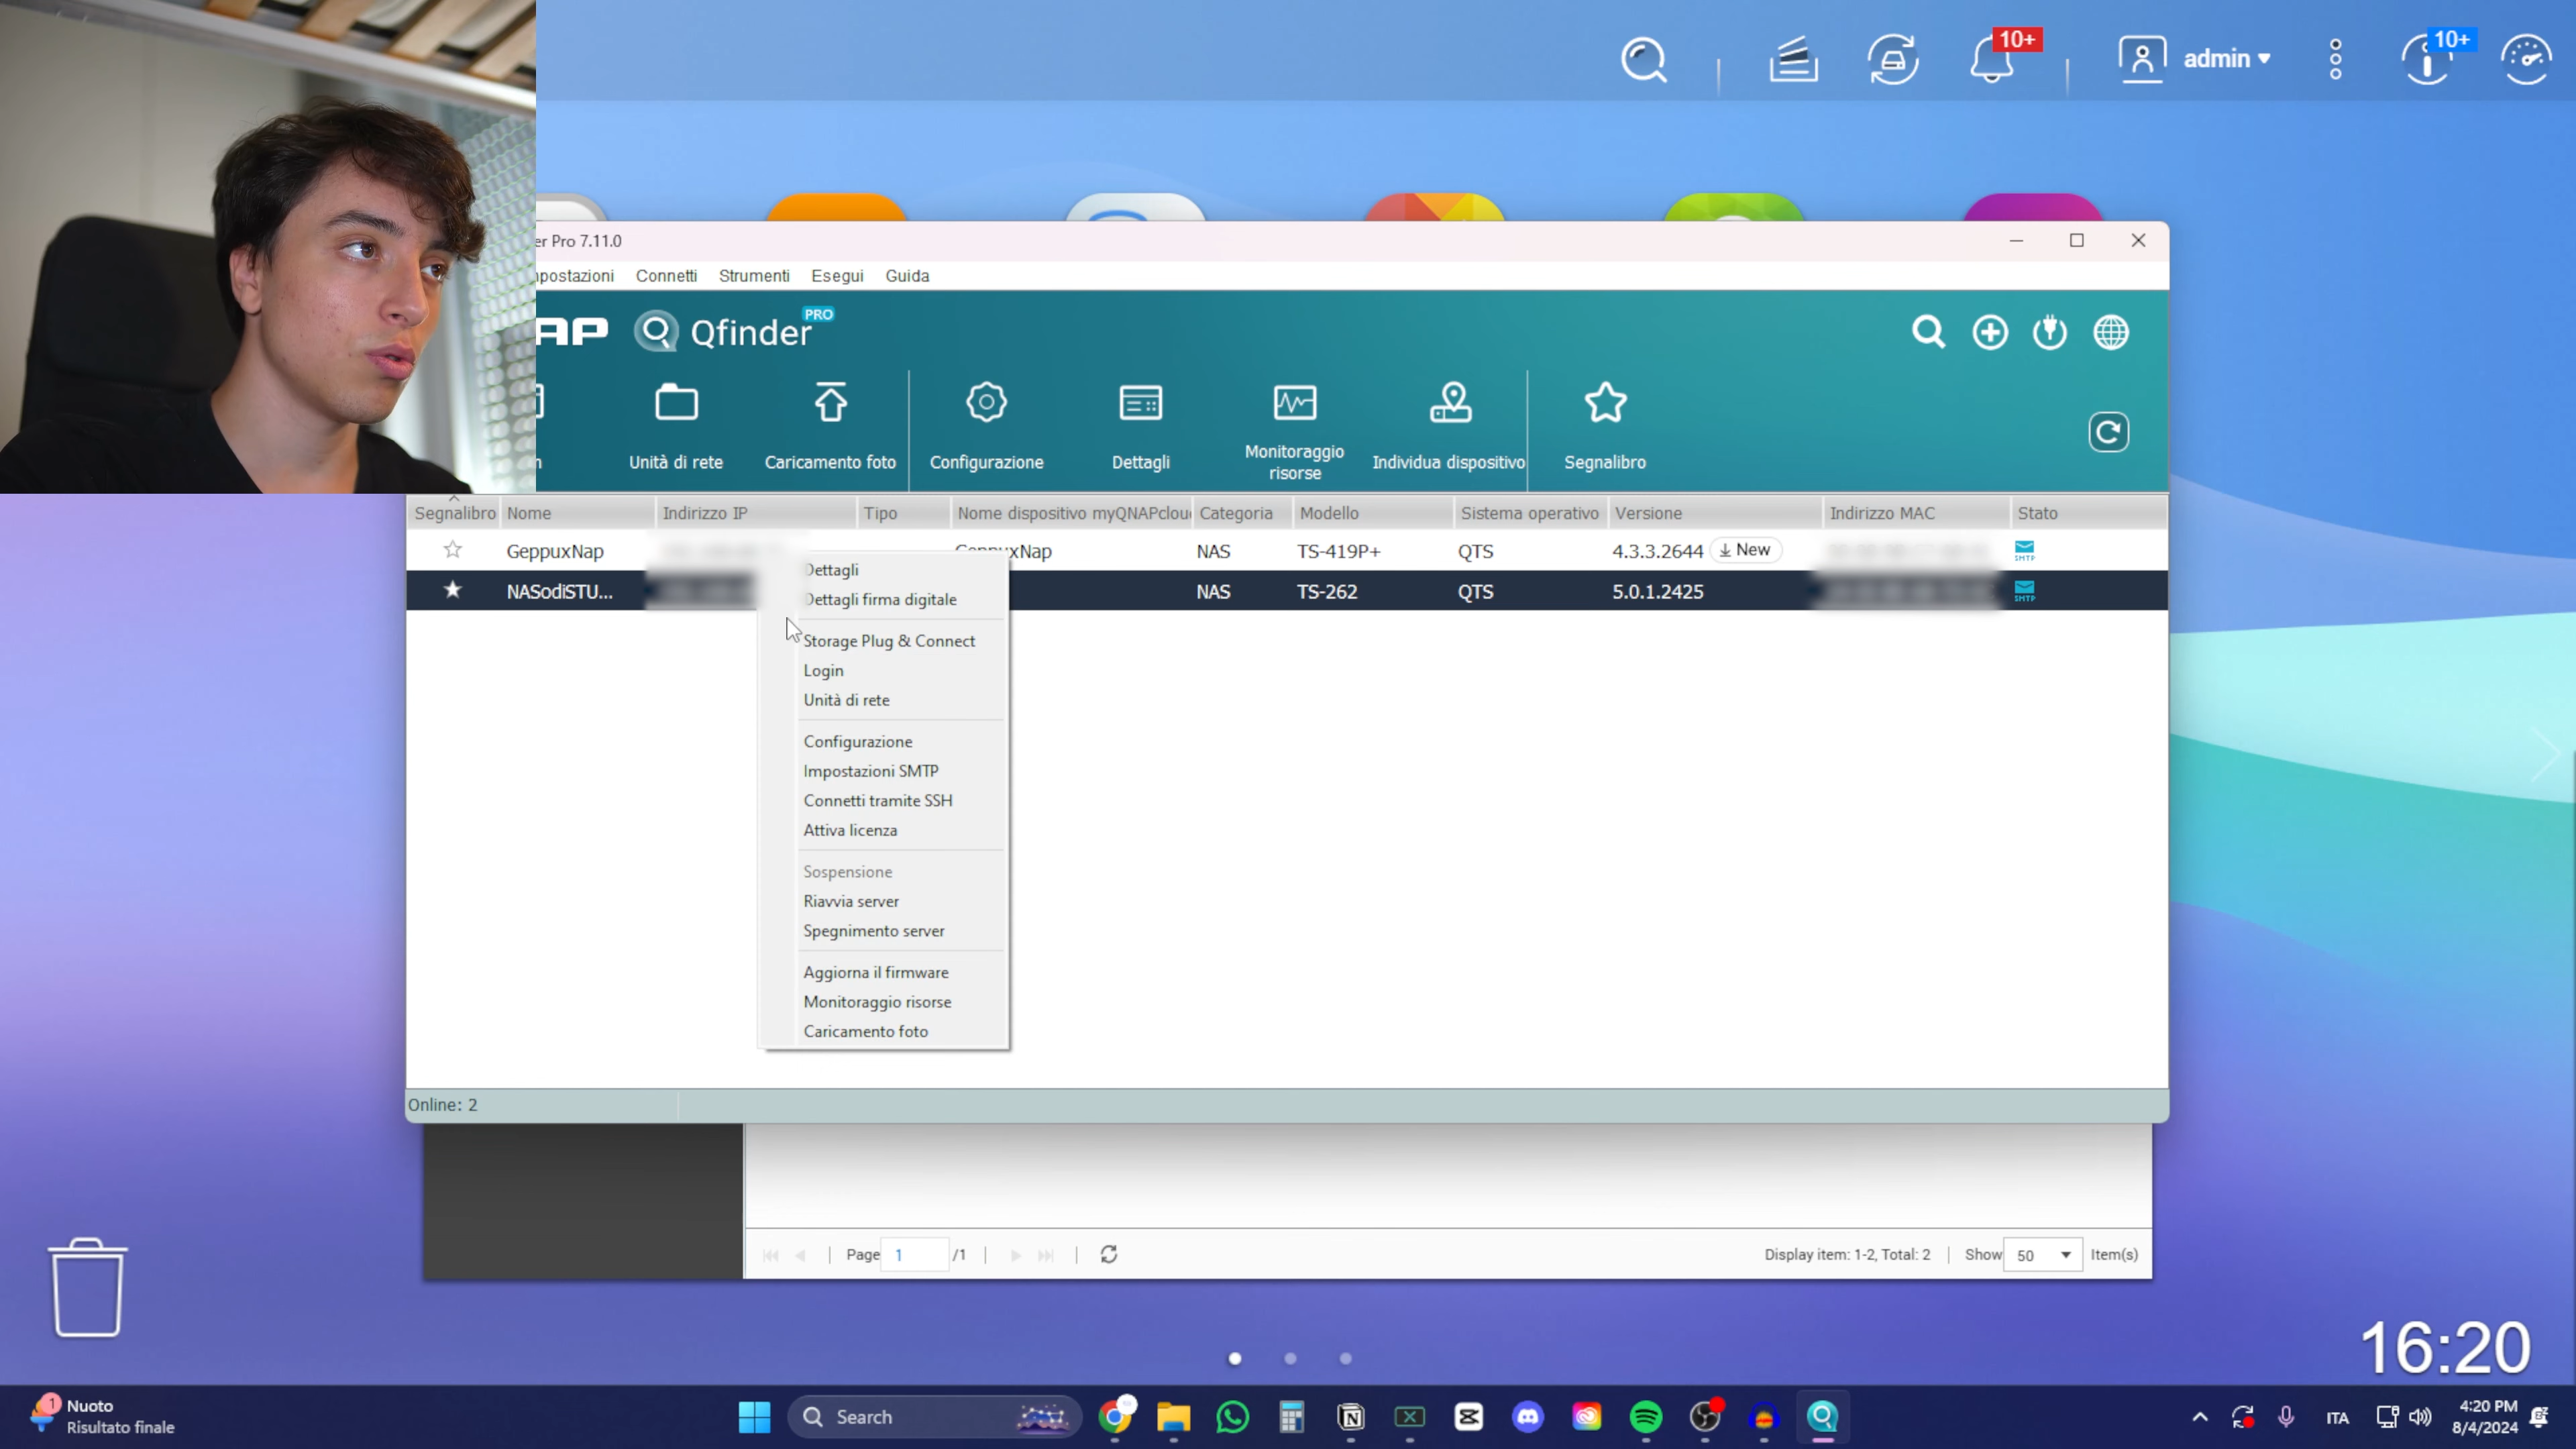 10+
admin
10+
er Pro 7.11.0
mpostazioni Connetti Strumenti Esegui Guida
AP Qfinder PRO
n Unità di rete Caricamento foto Configurazione Dettagli Monitoraggio risorse Individua dispositivo Segnalibro
Segnalibro Nome Indirizzo IP Tipo Nome dispositivo myQNAPclou Categoria Modello Sistema operativo Versione Indirizzo MAC Stato
GeppuxNap GeppuxNap NAS TS-419P+ QTS 4.3.3.2644 New SMTP
NASodiSTU... NAS TS-262 QTS 5.0.1.2425 SMTP
Dettagli
Dettagli firma digitale
Storage Plug & Connect
Login
Unità di rete
Configurazione
Impostazioni SMTP
Connetti tramite SSH
Attiva licenza
Sospensione
Riavvia server
Spegnimento server
Aggiorna il firmware
Monitoraggio risorse
Caricamento foto
Online: 2
Page 1 /1 Display item: 1-2, Total: 2 Show 50 Item(s)
16:20
1 Nuoto
Risultato finale
Search
ITA
4:20 PM
8/4/2024